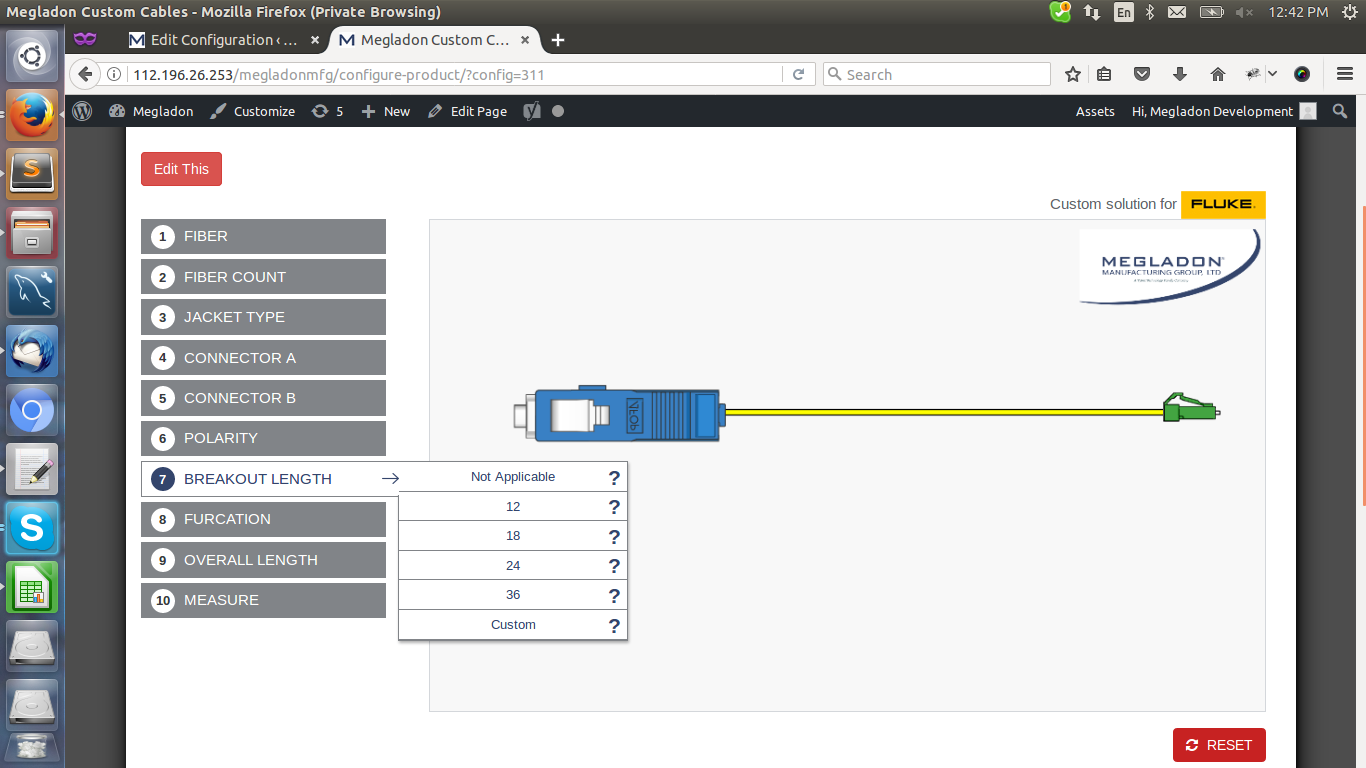 Megladon Custom Cables - Mozilla Firefox (Private Browsing)
1
En
12:42 PM
Edit Configuration ‹ ...
Megladon Custom C...
112.196.26.253/megladonmfg/configure-product/?config=311
Search
Megladon
Customize
5
New
Edit Page
Assets
Hi, Megladon Development
Edit This
Custom solution for
FLUKE.
MEGLADON
MANUFACTURING GROUP, LTD
1 FIBER
2 FIBER COUNT
3 JACKET TYPE
4 CONNECTOR A
5 CONNECTOR B
6 POLARITY
7 BREAKOUT LENGTH →
Not Applicable ?
12 ?
18 ?
24 ?
36 ?
Custom ?
8 FURCATION
9 OVERALL LENGTH
10 MEASURE
RESET